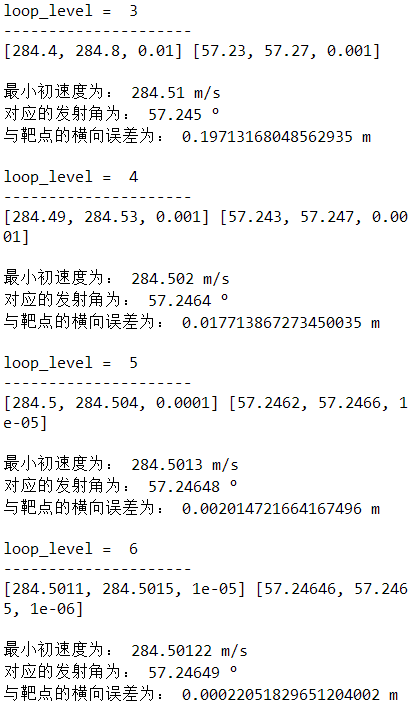 loop_level =  3
---------------------
[284.4, 284.8, 0.01] [57.23, 57.27, 0.001]
最小初速度为： 284.51 m/s
对应的发射角为： 57.245 º
与靶点的横向误差为： 0.19713168048562935 m
loop_level =  4
---------------------
[284.49, 284.53, 0.001] [57.243, 57.247, 0.00
01]
最小初速度为： 284.502 m/s
对应的发射角为： 57.2464 º
与靶点的横向误差为： 0.017713867273450035 m
loop_level =  5
---------------------
[284.5, 284.504, 0.0001] [57.2462, 57.2466, 1
e-05]
最小初速度为： 284.5013 m/s
对应的发射角为： 57.24648 º
与靶点的横向误差为： 0.002014721664167496 m
loop_level =  6
---------------------
[284.5011, 284.5015, 1e-05] [57.24646, 57.246
5, 1e-06]
最小初速度为： 284.50122 m/s
对应的发射角为： 57.24649 º
与靶点的横向误差为： 0.00022051829651204002 m